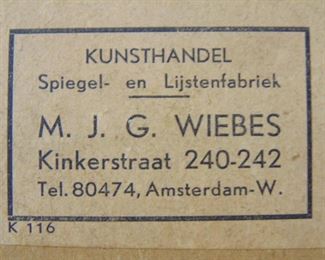 KUNSTHANDEL
Spiegel- en Lijstenfabriek
M. J. G. WIEBES
Kinkerstraat 240-242
Tel. 80474, Amsterdam-W.
K 116